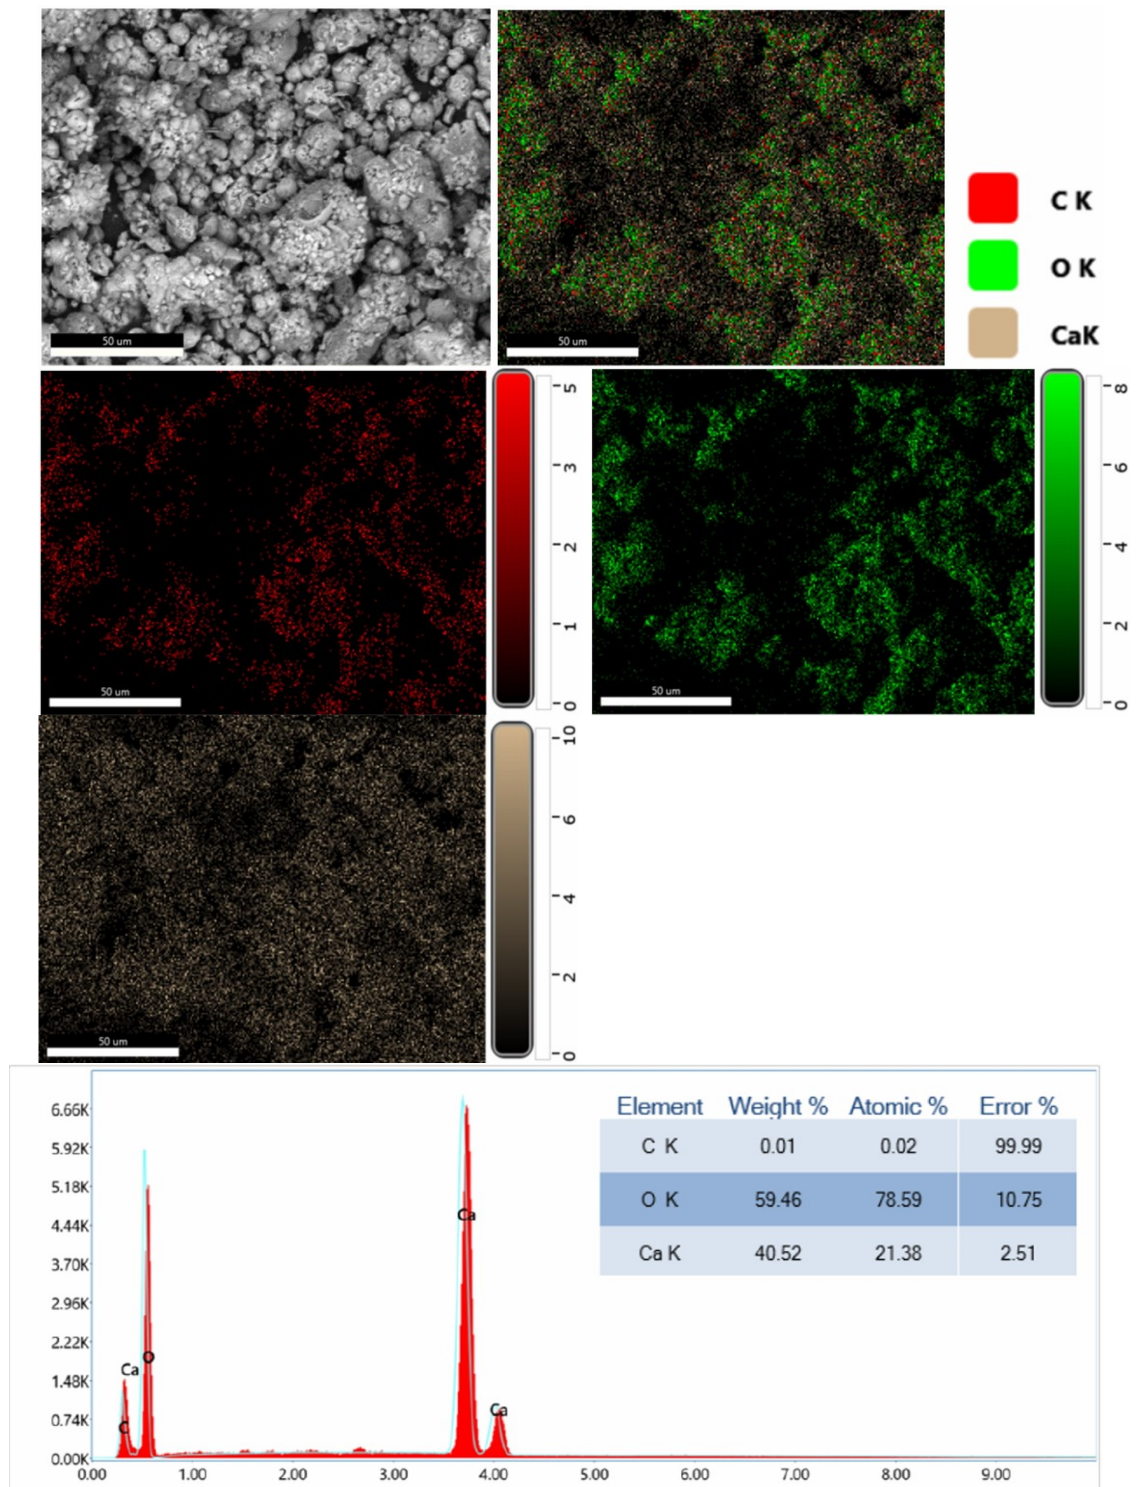 50 um
50 um
C K
O K
CaK
50 um
5
3
2
1
0
50 um
8
6
4
2
0
50 um
10
6
4
2
0
6.66K
5.92K
5.18K
4.44K
3.70K
2.96K
2.22K
1.48K
0.74K
0.00K
Ca
C
O
Ca
Ca
0.00 1.00 2.00 3.00 4.00 5.00 6.00 7.00 8.00 9.00
Element Weight % Atomic % Error %
C K 0.01 0.02 99.99
O K 59.46 78.59 10.75
Ca K 40.52 21.38 2.51